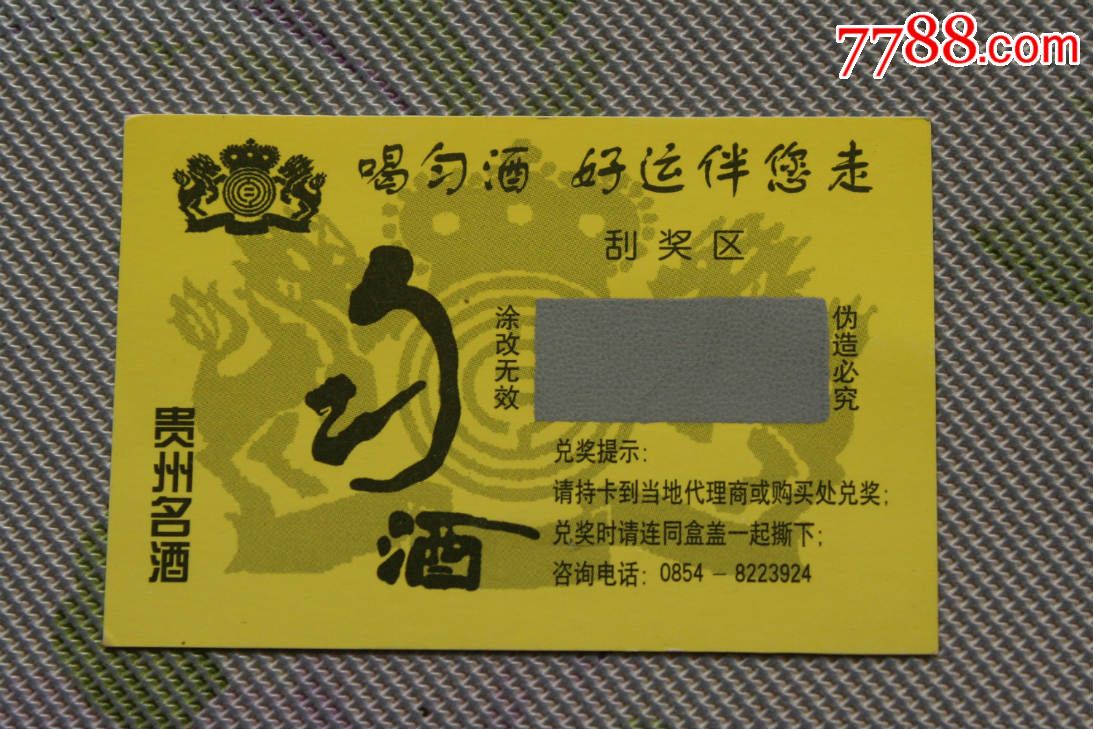 7788.com
喝匀酒 好运伴您走
刮奖区
匀酒
贵州名酒
涂改无效
伪造必究
兑奖提示:
请持卡到当地代理商或购买处兑奖;
兑奖时请连同盒盖一起撕下;
咨询电话: 0854-8223924